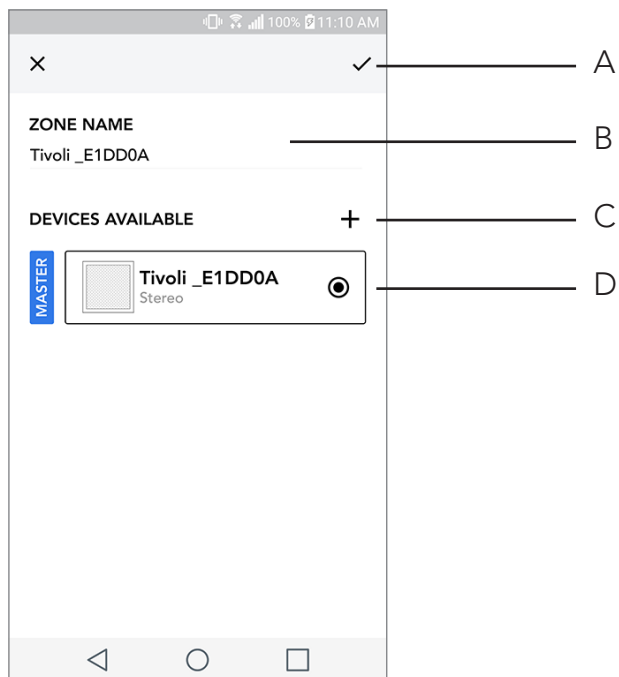 100% 11:10 AM
A
ZONE NAME
Tivoli _E1DD0A
B
DEVICES AVAILABLE
C
MASTER
Tivoli _E1DD0A
Stereo
D